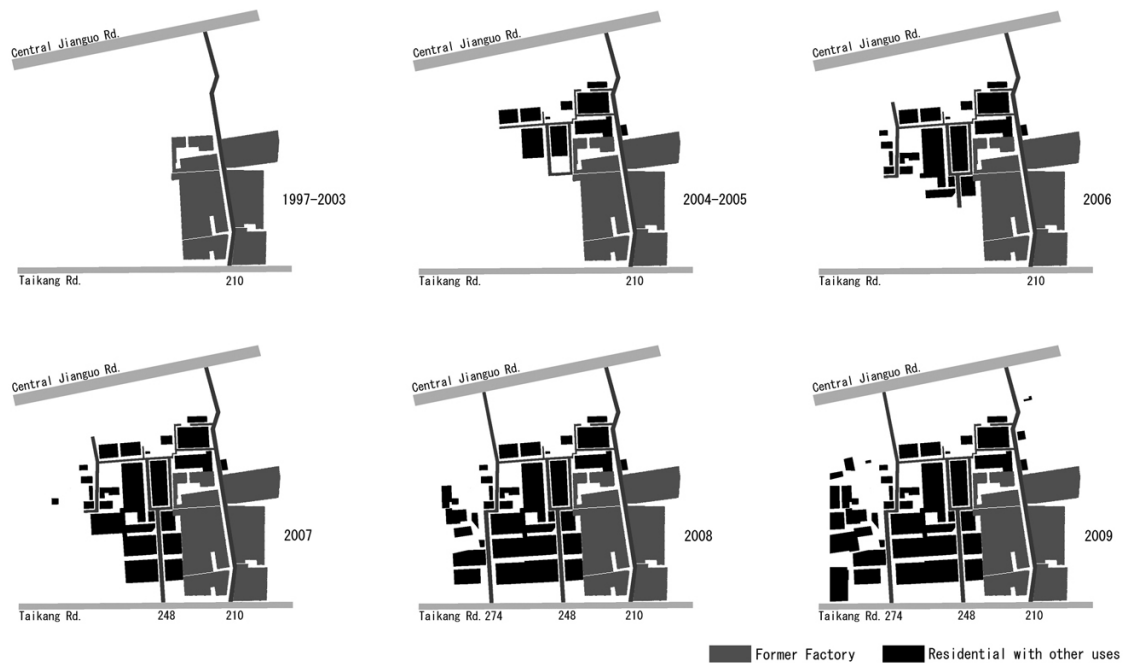 Central Jianguo Rd.
1997-2003
Taikang Rd.
210
Central Jianguo Rd.
2004-2005
Taikang Rd.
210
Central Jianguo Rd.
2006
Taikang Rd.
210
Central Jianguo Rd.
2007
Taikang Rd.
248
210
Central Jianguo Rd.
2008
Taikang Rd. 274
248
210
Central Jianguo Rd.
2009
Taikang Rd.
274
248
210
Former Factory
Residential with other uses